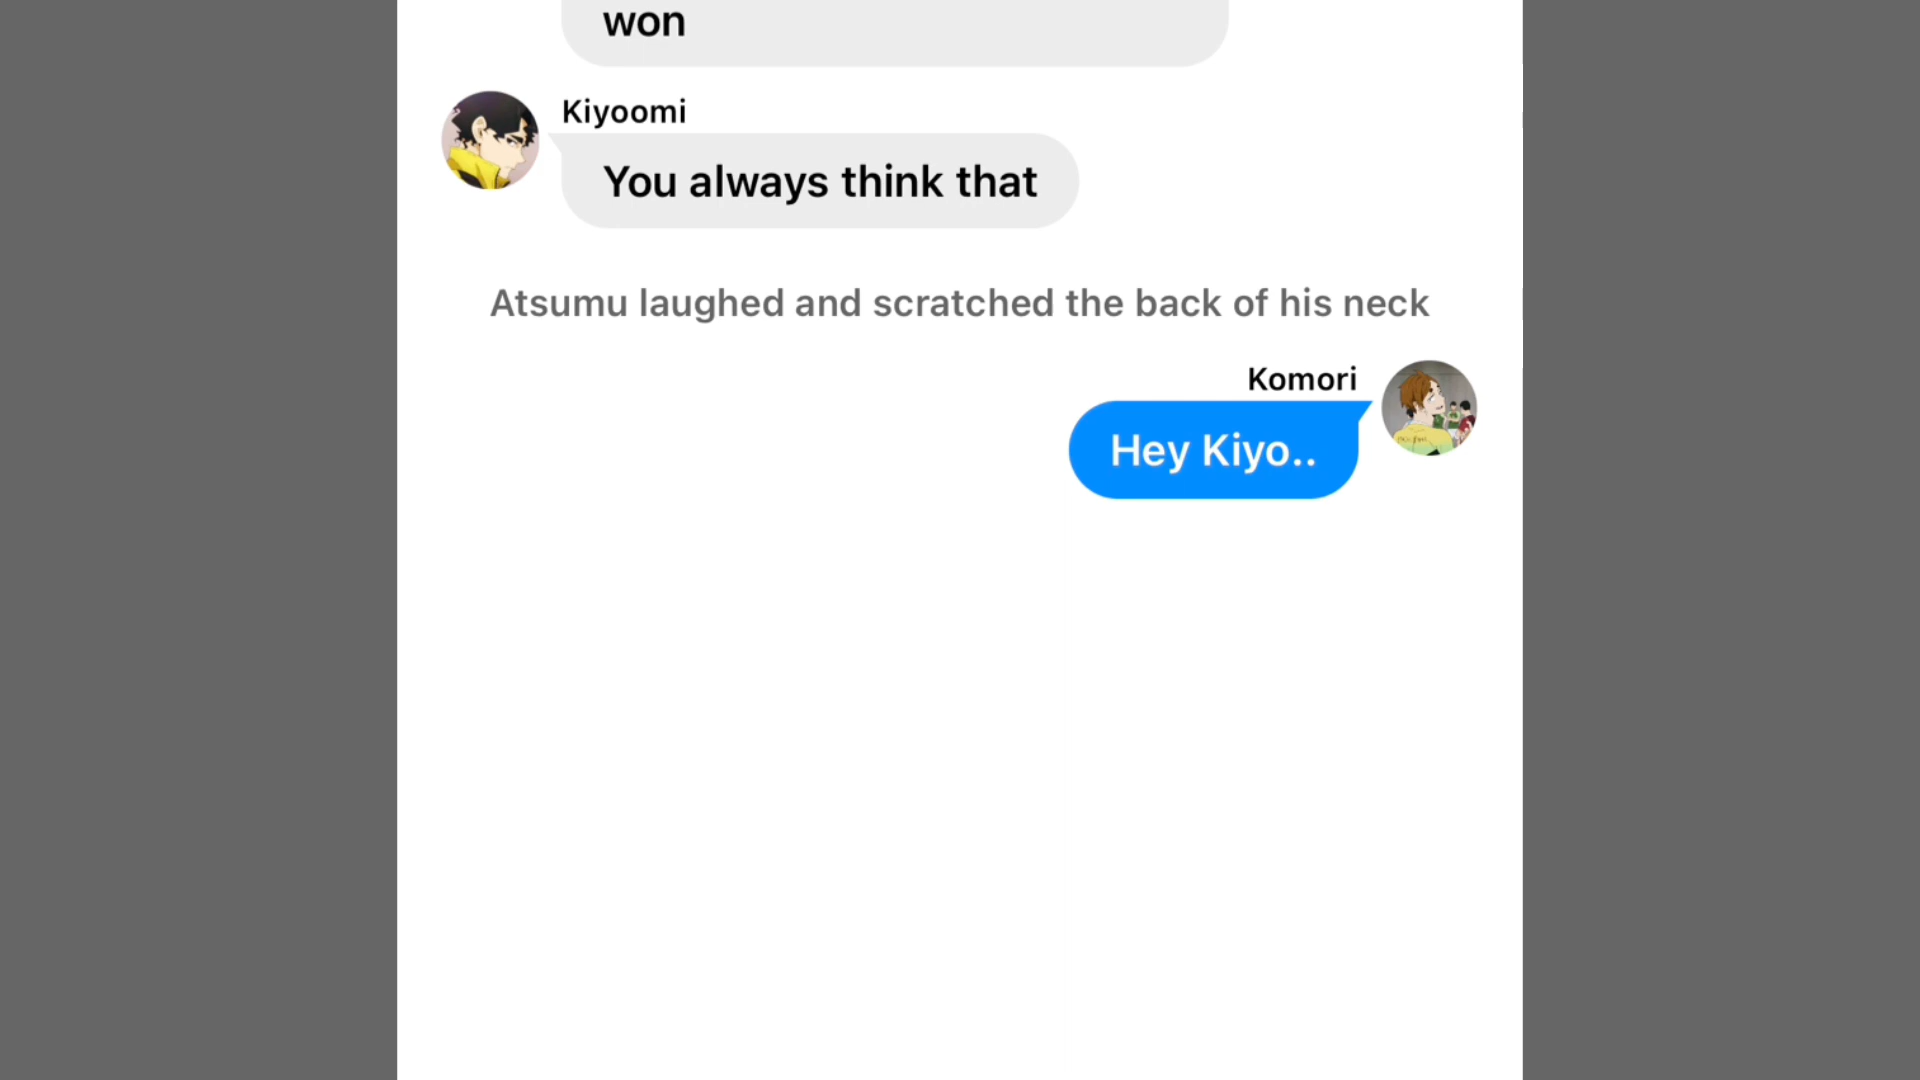 won
Kiyoomi
You always think that
Atsumu laughed and scratched the back of his neck
Komori
Hey Kiyo..